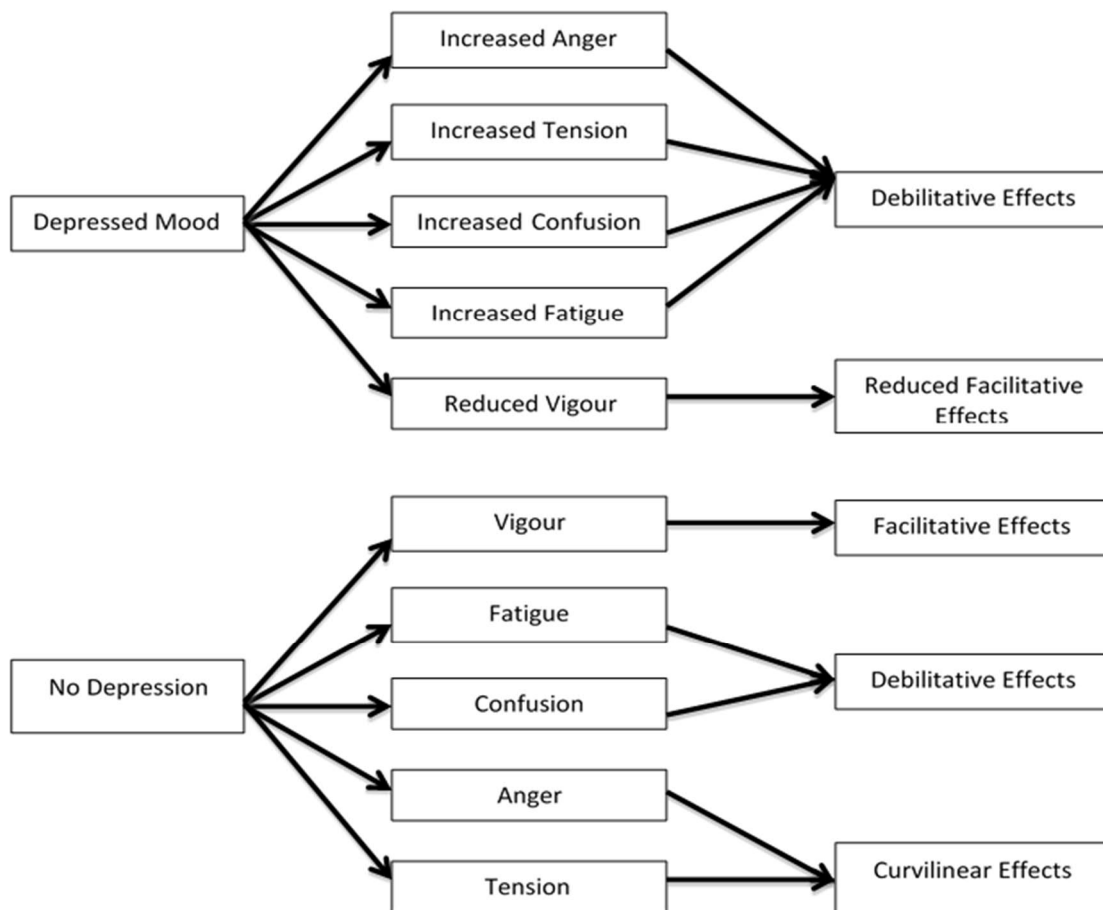 Increased Anger
Increased Tension
Debilitative Effects
Depressed Mood
Increased Confusion
Increased Fatigue
Reduced Vigour
Reduced Facilitative
Effects
Vigour
Facilitative Effects
Fatigue
No Depression
Debilitative Effects
Confusion
Anger
Tension
Curvilinear Effects